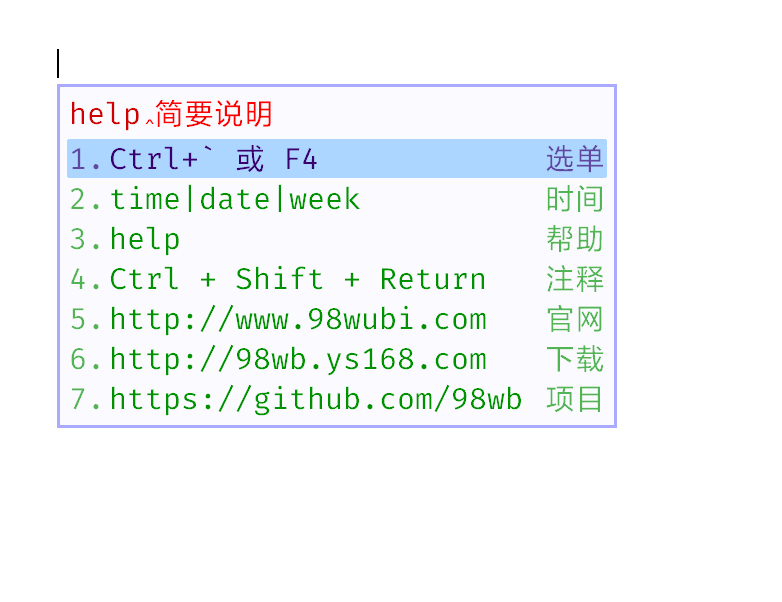 help‸简要说明
1. Ctrl+` 或 F4 选单
2. time|date|week 时间
3. help 帮助
4. Ctrl + Shift + Return 注释
5. http://www.98wubi.com 官网
6. http://98wb.ys168.com 下载
7. https://github.com/98wb 项目